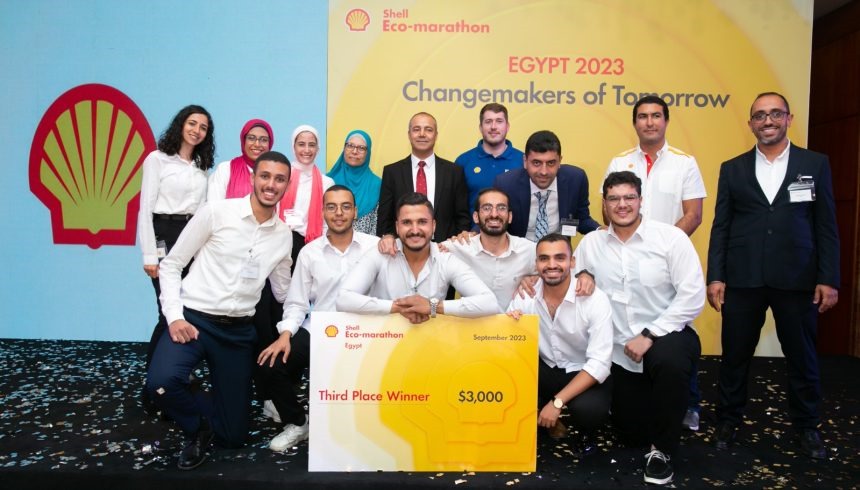 Shell
Eco-marathon
EGYPT 2023
Changemakers of Tomorrow
Shell
Eco-marathon
Egypt
September 2023
Third Place Winner
$3,000